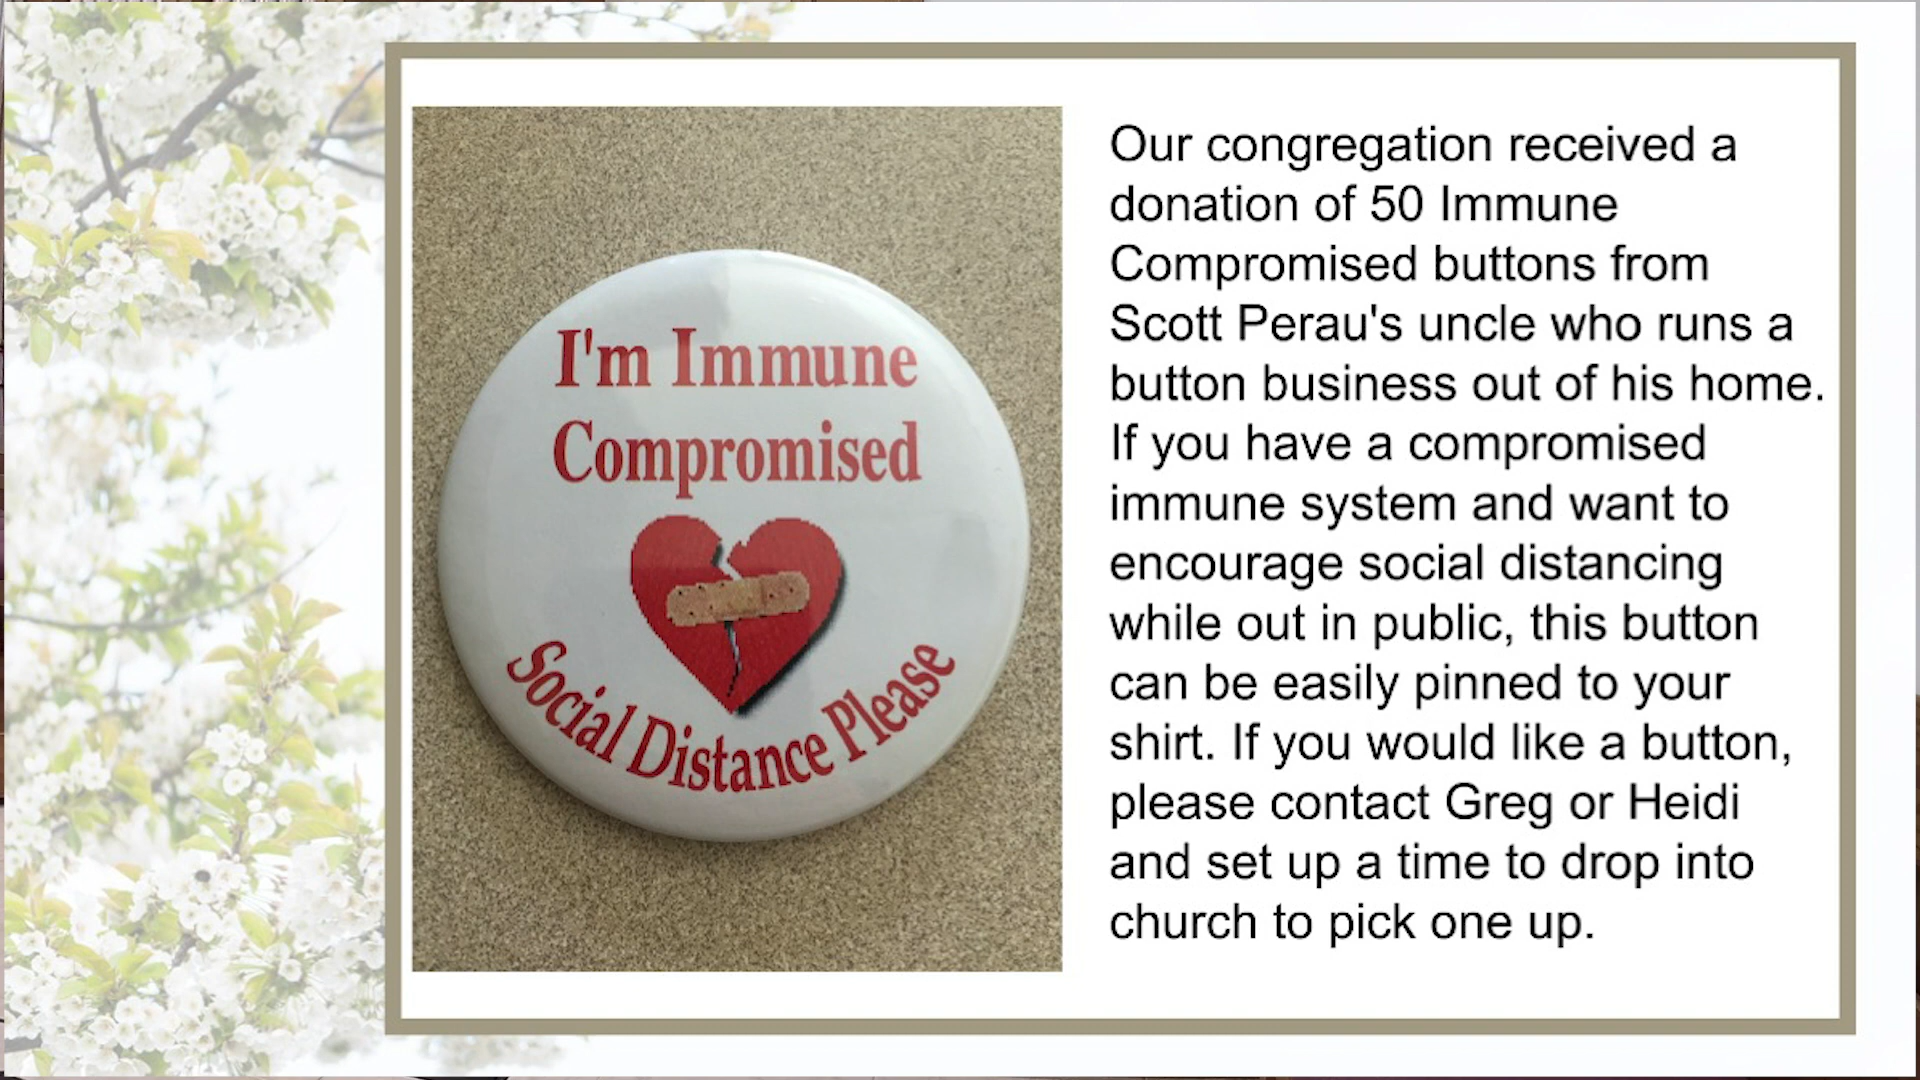 I'm Immune
Compromised
Social Distance Please
Our congregation received a
donation of 50 Immune
Compromised buttons from
Scott Perau's uncle who runs a
button business out of his home.
If you have a compromised
immune system and want to
encourage social distancing
while out in public, this button
can be easily pinned to your
shirt. If you would like a button,
please contact Greg or Heidi
and set up a time to drop into
church to pick one up.